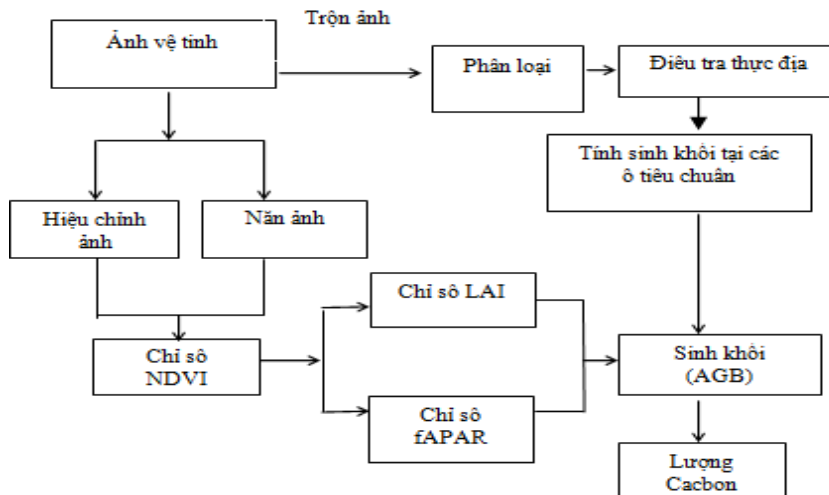 Trộn ảnh
Ảnh vệ tinh
Phân loại
Điều tra thực địa
Tính sinh khối tại các
ô tiêu chuẩn
Hiệu chỉnh
ảnh
Năn ảnh
Chỉ số LAI
Chỉ số
NDVI
Sinh khối
(AGB)
Chỉ số
fAPAR
Lượng
Cacbon